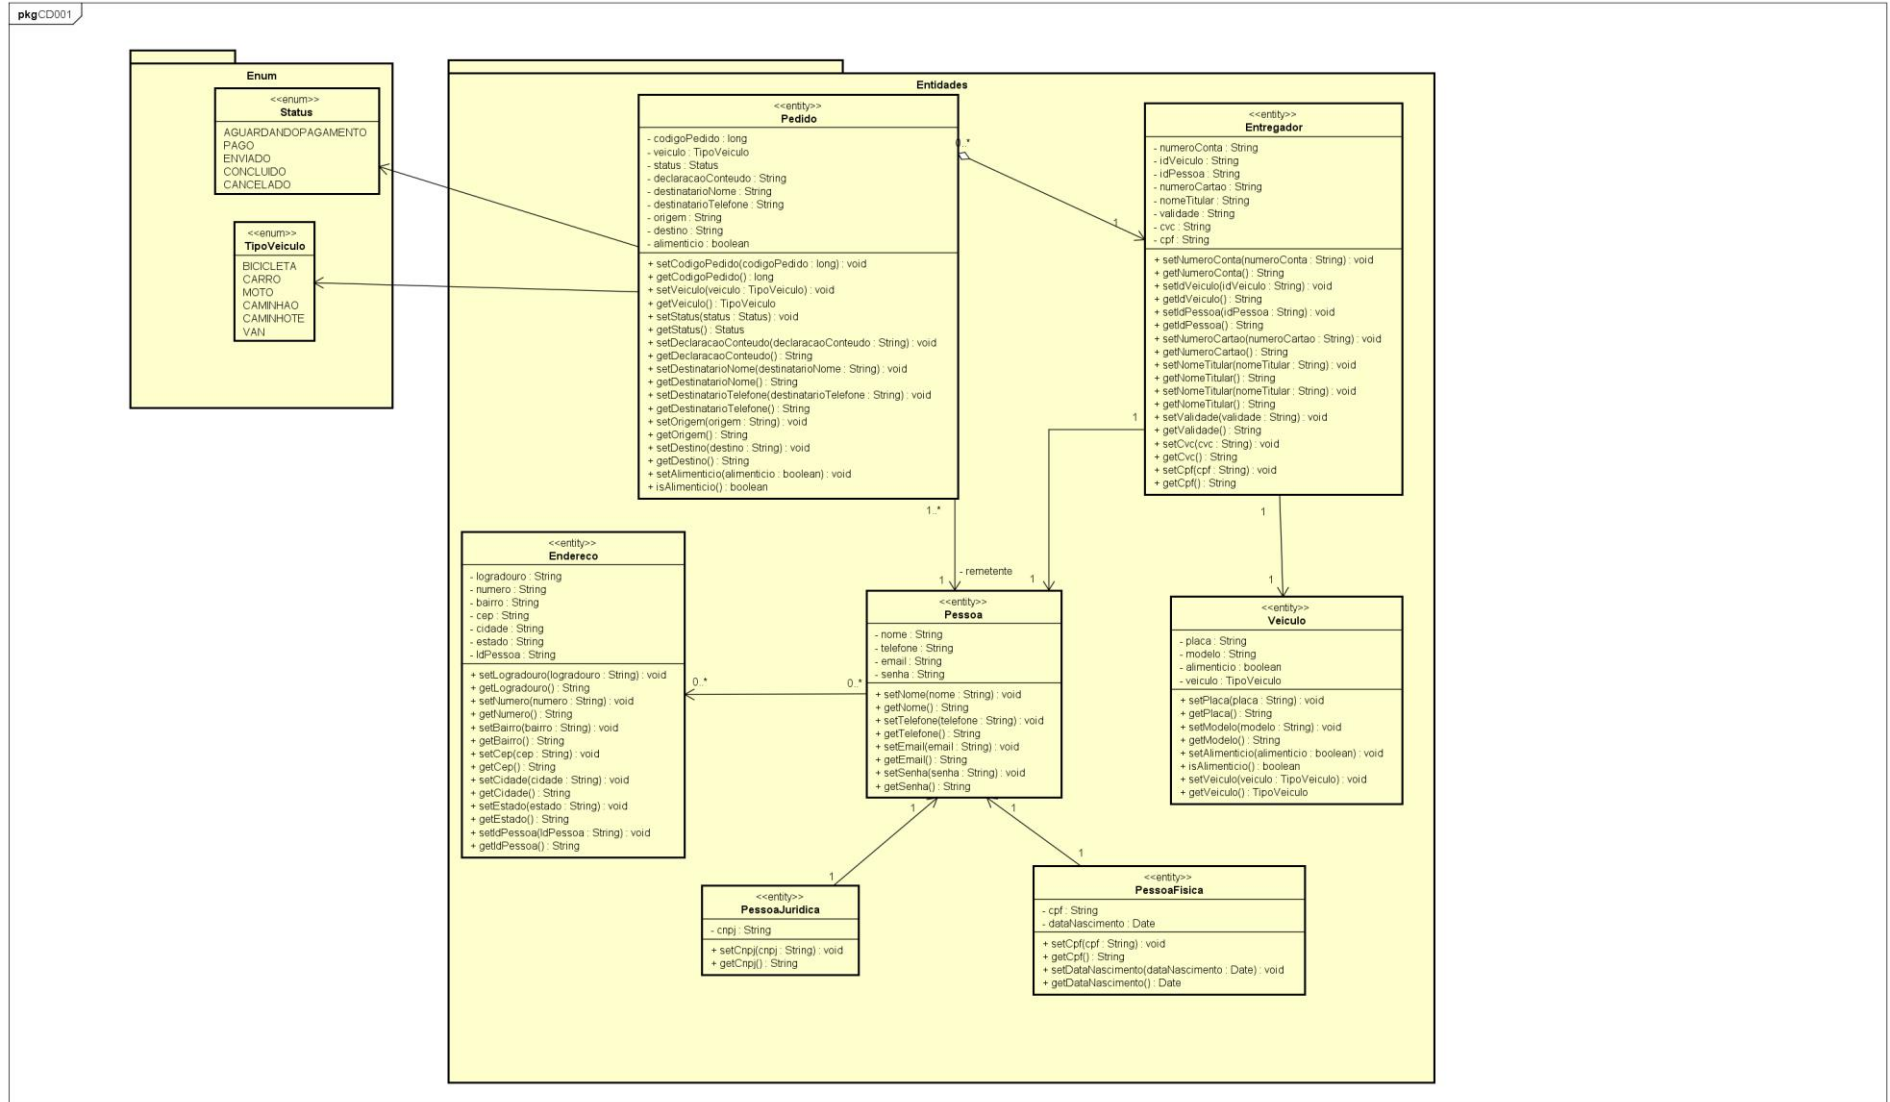 pkgCD001
Enum
<<enum>>
Status
AGUARDANDOPAGAMENTO
PAGO
ENVIADO
CONCLUIDO
CANCELADO
<<enum>>
TipoVeiculo
BICICLETA
CARRO
MOTO
CAMINHAO
CAMINHOTE
VAN
Entidades
<<entity>>
Pedido
- codigoPedido : long
- veiculo : TipoVeiculo
- status : Status
- declaracaoConteudo : String
- destinatarioNome : String
- destinatarioTelefone : String
- origem : String
- destino : String
- alimenticio : boolean
+ setCodigoPedido(codigoPedido : long) : void
+ getCodigoPedido() : long
+ setVeiculo(veiculo : TipoVeiculo) : void
+ getVeiculo() : TipoVeiculo
+ setStatus(status : Status) : void
+ getStatus() : Status
+ setDeclaracaoConteudo(declaracaoConteudo : String) : void
+ getDeclaracaoConteudo() : String
+ setDestinatarioNome(destinatarioNome : String) : void
+ getDestinatarioNome() : String
+ setDestinatarioTelefone(destinatarioTelefone : String) : void
+ getDestinatarioTelefone() : String
+ setOrigem(origem : String) : void
+ getOrigem() : String
+ setDestino(destino : String) : void
+ getDestino() : String
+ setAlimenticio(alimenticio : boolean) : void
+ isAlimenticio() : boolean
0..*
1
<<entity>>
Entregador
- numeroConta : String
- idVeiculo : String
- idPessoa : String
- numeroCartao : String
- nomeTitular : String
- validade : String
- cvc : String
- cpf : String
+ setNumeroConta(numeroConta : String) : void
+ getNumeroConta() : String
+ setIdVeiculo(idVeiculo : String) : void
+ getIdVeiculo() : String
+ setIdPessoa(idPessoa : String) : void
+ getIdPessoa() : String
+ setNumeroCartao(numeroCartao : String) : void
+ getNumeroCartao() : String
+ setNomeTitular(nomeTitular : String) : void
+ getNomeTitular() : String
+ setNomeTitular(nomeTitular : String) : void
+ getNomeTitular() : String
+ setValidade(validade : String) : void
+ getValidade() : String
+ setCvc(cvc : String) : void
+ getCvc() : String
+ setCpf(cpf : String) : void
+ getCpf() : String
1
1..*
1
- remetente
1
1
1
<<entity>>
Endereco
- logradouro : String
- numero : String
- bairro : String
- cep : String
- cidade : String
- estado : String
- IdPessoa : String
+ setLogradouro(logradouro : String) : void
+ getLogradouro() : String
+ setNumero(numero : String) : void
+ getNumero() : String
+ setBairro(bairro : String) : void
+ getBairro() : String
+ setCep(cep : String) : void
+ getCep() : String
+ setCidade(cidade : String) : void
+ getCidade() : String
+ setEstado(estado : String) : void
+ getEstado() : String
+ setIdPessoa(IdPessoa : String) : void
+ getIdPessoa() : String
0..*
0..*
<<entity>>
Pessoa
- nome : String
- telefone : String
- email : String
- senha : String
+ setNome(nome : String) : void
+ getNome() : String
+ setTelefone(telefone : String) : void
+ getTelefone() : String
+ setEmail(email : String) : void
+ getEmail() : String
+ setSenha(senha : String) : void
+ getSenha() : String
<<entity>>
Veiculo
- placa : String
- modelo : String
- alimenticio : boolean
- veiculo : TipoVeiculo
+ setPlaca(placa : String) : void
+ getPlaca() : String
+ setModelo(modelo : String) : void
+ getModelo() : String
+ setAlimenticio(alimenticio : boolean) : void
+ isAlimenticio() : boolean
+ setVeiculo(veiculo : TipoVeiculo) : void
+ getVeiculo() : TipoVeiculo
1
1
1
1
<<entity>>
PessoaJuridica
- cnpj : String
+ setCnpj(cnpj : String) : void
+ getCnpj() : String
<<entity>>
PessoaFisica
- cpf : String
- dataNascimento : Date
+ setCpf(cpf : String) : void
+ getCpf() : String
+ setDataNascimento(dataNascimento : Date) : void
+ getDataNascimento() : Date